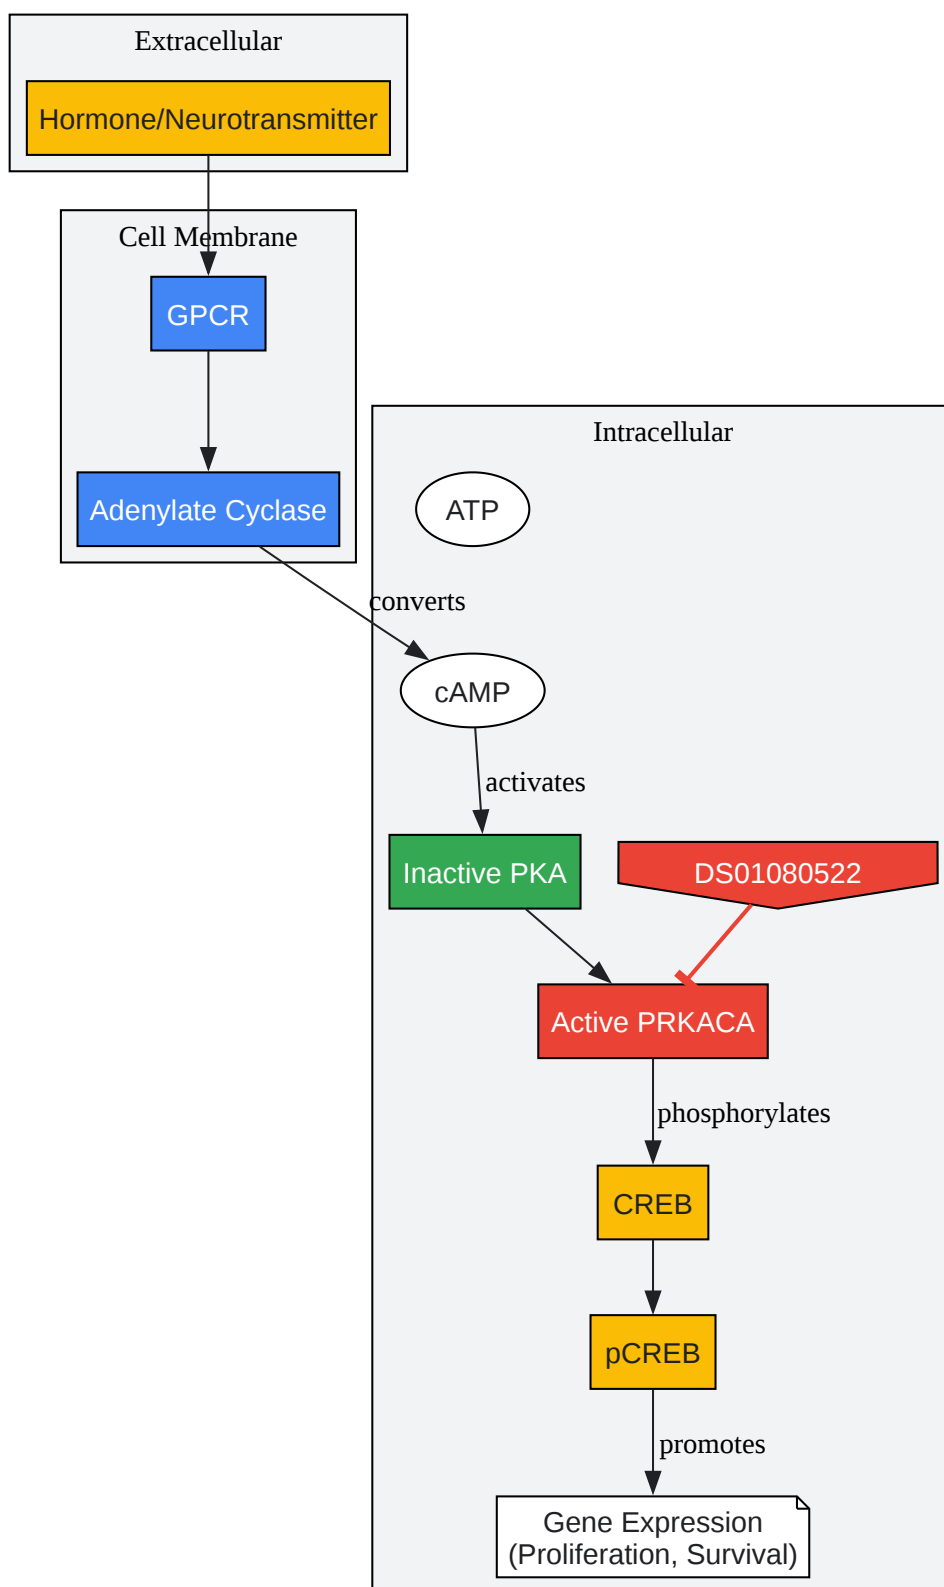 Extracellular
Hormone/Neurotransmitter
Cell Membrane
GPCR
Adenylate Cyclase
Intracellular
ATP
converts
cAMP
activates
Inactive PKA
DS01080522
Active PRKACA
phosphorylates
CREB
pCREB
promotes
Gene Expression
(Proliferation, Survival)